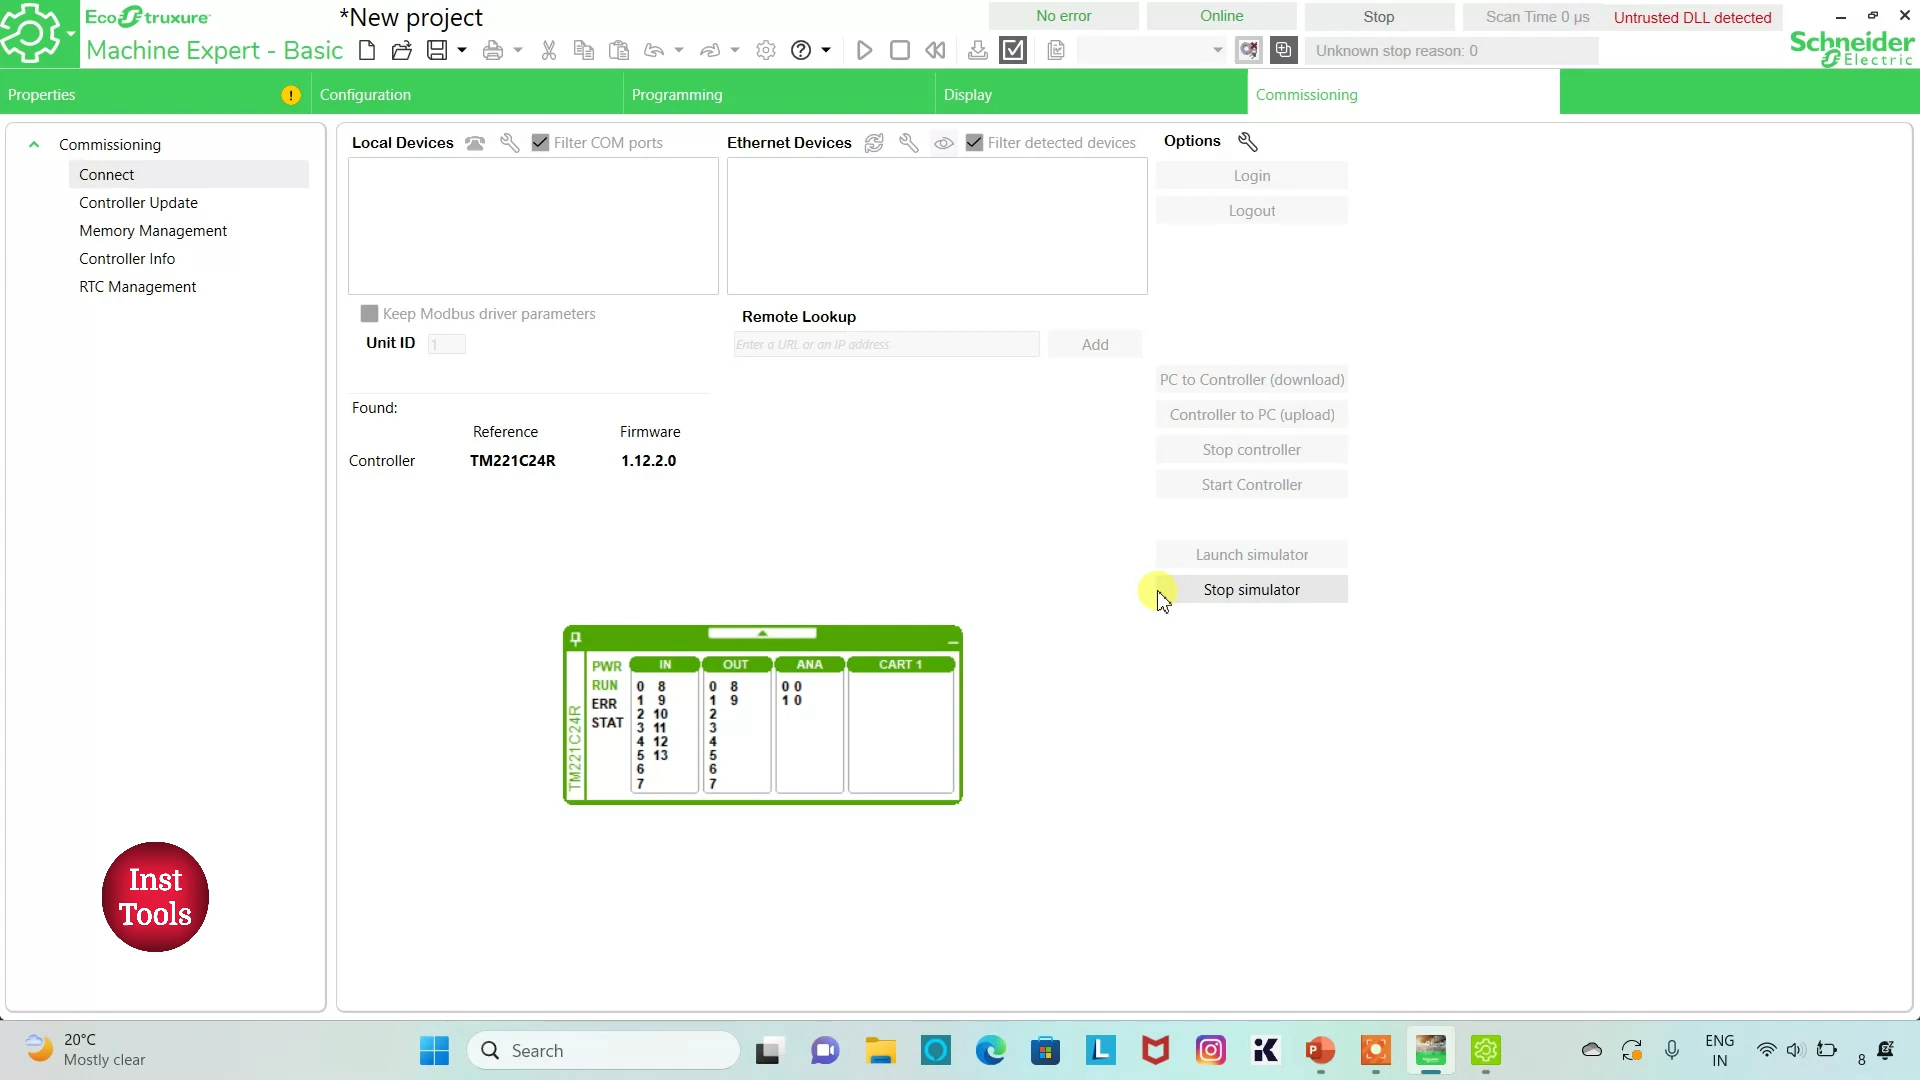 EcoStruxure
Machine Expert - Basic
*New project
No error
Online
Stop
Scan Time 0 µs
Untrusted DLL detected
Unknown stop reason: 0
Schneider
Electric
Properties
Configuration
Programming
Display
Commissioning
Commissioning
Connect
Controller Update
Memory Management
Controller Info
RTC Management
Local Devices
Filter COM ports
Ethernet Devices
Filter detected devices
Options
Login
Logout
Keep Modbus driver parameters
Unit ID 1
Remote Lookup
Enter a URL or an IP address
Add
Found:
Reference Firmware
Controller TM221C24R 1.12.2.0
PC to Controller (download)
Controller to PC (upload)
Stop controller
Start Controller
Launch simulator
Stop simulator
TM221C24R
PWR
RUN
ERR
STAT
IN OUT ANA CART 1
0 8 0 8 0 0
1 9 1 9 1 0
2 10 2
3 11 3
4 12 4
5 13 5
6 6
7 7
Inst
Tools
20°C
Mostly clear
Search
ENG
IN
8